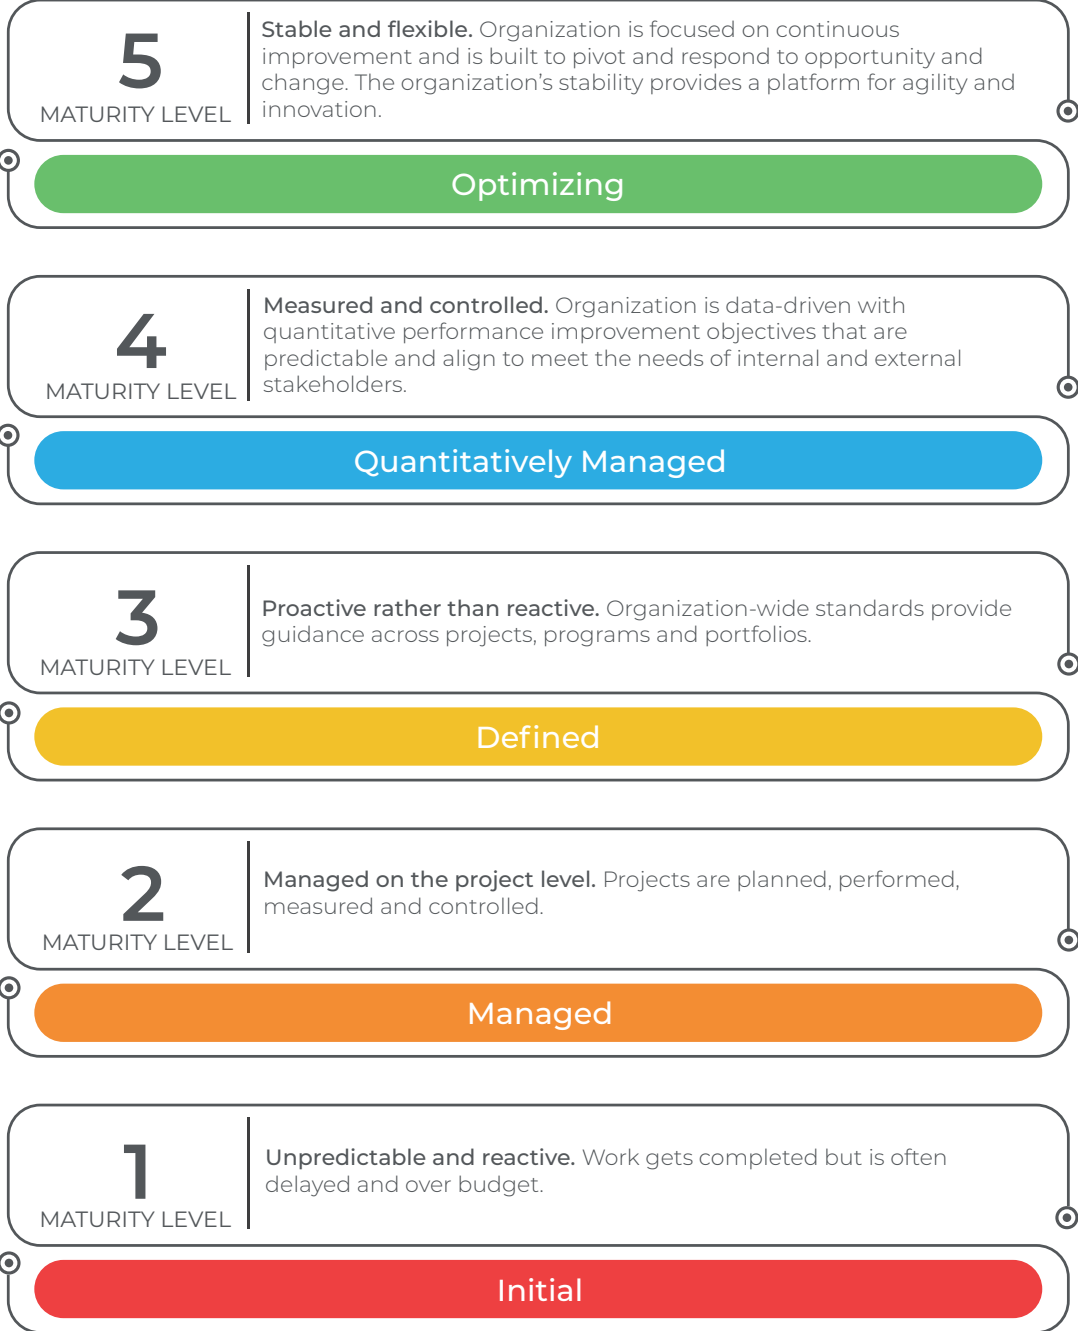 5
MATURITY LEVEL
Stable and flexible. Organization is focused on continuous
improvement and is built to pivot and respond to opportunity and
change. The organization’s stability provides a platform for agility and
innovation.
Optimizing
4
MATURITY LEVEL
Measured and controlled. Organization is data-driven with
quantitative performance improvement objectives that are
predictable and align to meet the needs of internal and external
stakeholders.
Quantitatively Managed
3
MATURITY LEVEL
Proactive rather than reactive. Organization-wide standards provide
guidance across projects, programs and portfolios.
Defined
2
MATURITY LEVEL
Managed on the project level. Projects are planned, performed,
measured and controlled.
Managed
1
MATURITY LEVEL
Unpredictable and reactive. Work gets completed but is often
delayed and over budget.
Initial